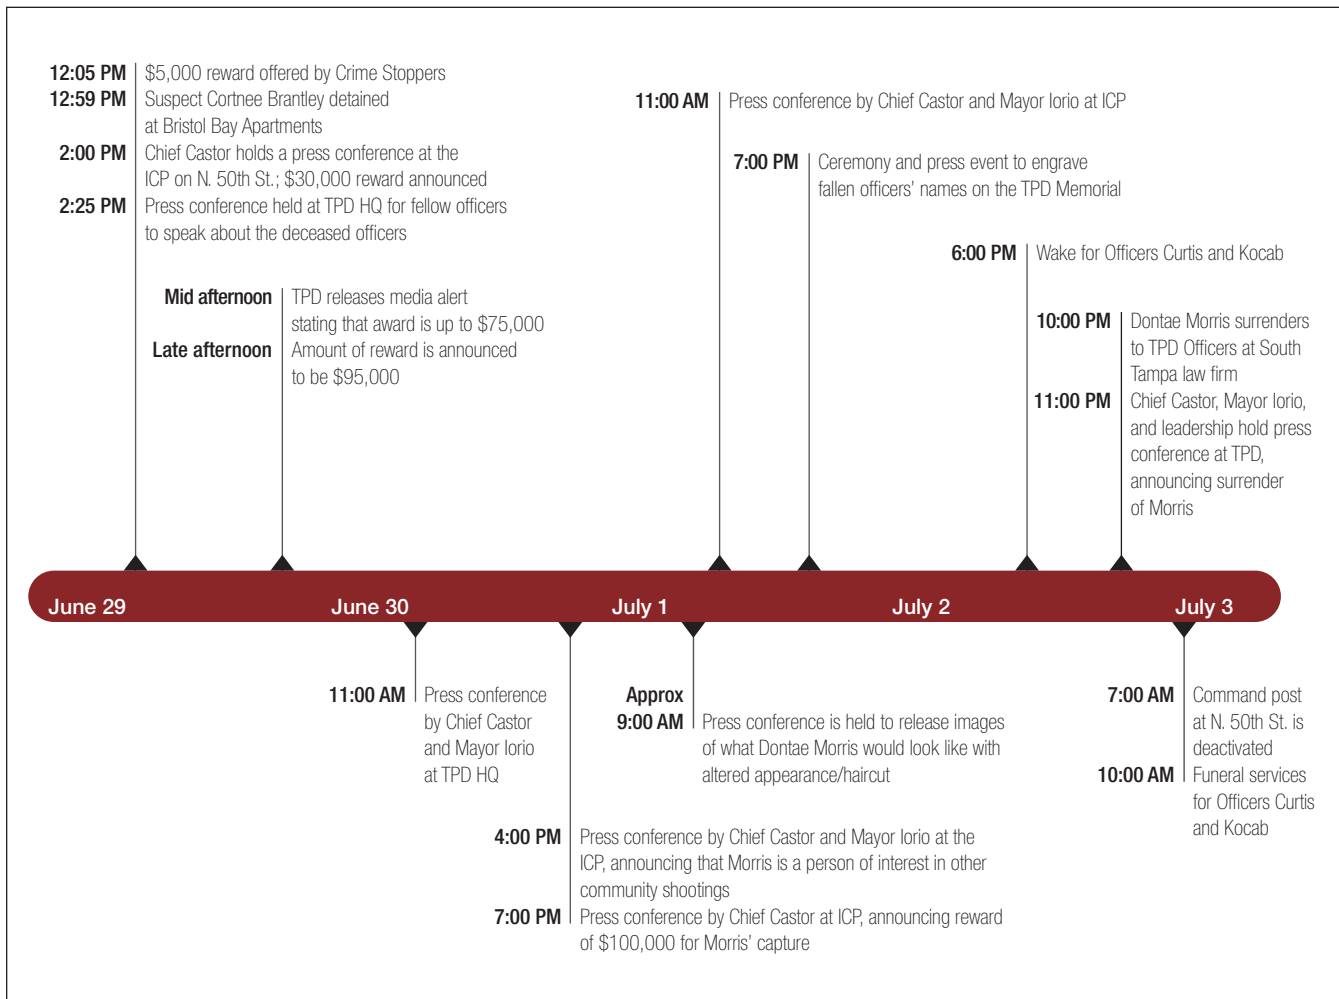 12:05 PM $5,000 reward offered by Crime Stoppers
12:59 PM Suspect Cortnee Brantley detained
at Bristol Bay Apartments
2:00 PM Chief Castor holds a press conference at the
ICP on N. 50th St.; $30,000 reward announced
2:25 PM Press conference held at TPD HQ for fellow officers
to speak about the deceased officers
Mid afternoon TPD releases media alert
stating that award is up to $75,000
Late afternoon Amount of reward is announced
to be $95,000
11:00 AM Press conference by Chief Castor and Mayor Iorio at ICP
7:00 PM Ceremony and press event to engrave
fallen officers' names on the TPD Memorial
6:00 PM Wake for Officers Curtis and Kocab
10:00 PM Dontae Morris surrenders
to TPD Officers at South
Tampa law firm
11:00 PM Chief Castor, Mayor Iorio,
and leadership hold press
conference at TPD,
announcing surrender
of Morris
June 29 June 30 July 1 July 2 July 3
11:00 AM Press conference
by Chief Castor
and Mayor Iorio
at TPD HQ
4:00 PM Press conference by Chief Castor and Mayor Iorio at the
ICP, announcing that Morris is a person of interest in other
community shootings
7:00 PM Press conference by Chief Castor at ICP, announcing reward
of $100,000 for Morris' capture
Approx
9:00 AM Press conference is held to release images
of what Dontae Morris would look like with
altered appearance/haircut
7:00 AM Command post
at N. 50th St. is
deactivated
10:00 AM Funeral services
for Officers Curtis
and Kocab